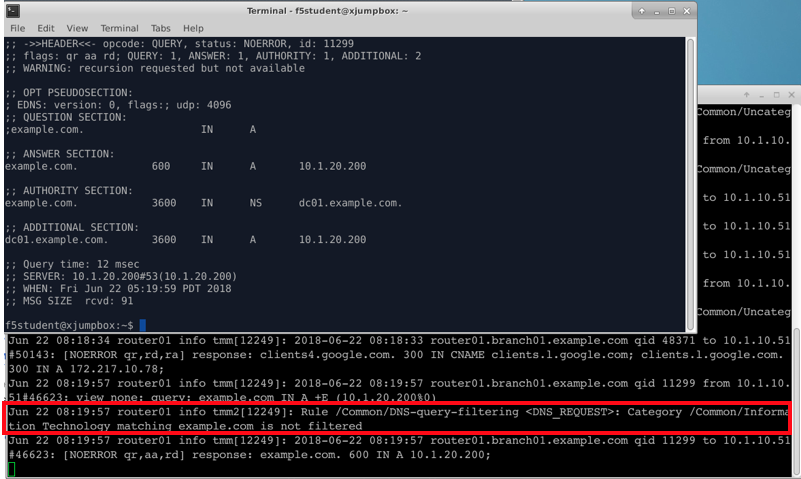 Terminal - f5student@xjumpbox: ~
File Edit View Terminal Tabs Help
;; ->>HEADER<<- opcode: QUERY, status: NOERROR, id: 11299
;; flags: qr aa rd; QUERY: 1, ANSWER: 1, AUTHORITY: 1, ADDITIONAL: 2
;; WARNING: recursion requested but not available
;; OPT PSEUDOSECTION:
; EDNS: version: 0, flags:; udp: 4096
;; QUESTION SECTION:
;example.com. IN A
;; ANSWER SECTION:
example.com. 600 IN A 10.1.20.200
;; AUTHORITY SECTION:
example.com. 3600 IN NS dc01.example.com.
;; ADDITIONAL SECTION:
dc01.example.com. 3600 IN A 10.1.20.200
;; Query time: 12 msec
;; SERVER: 10.1.20.200#53(10.1.20.200)
;; WHEN: Fri Jun 22 05:19:59 PDT 2018
;; MSG SIZE rcvd: 91
f5student@xjumpbox:~$
Common/Uncateg
from 10.1.10.
Common/Uncateg
to 10.1.10.51
to 10.1.10.51
to 10.1.10.51
from 10.1.10.
Common/Uncateg
Jun 22 08:18:34 router01 info tmm[12249]: 2018-06-22 08:18:33 router01.branch01.example.com qid 48371 to 10.1.10.51
#50143: [NOERROR qr,rd,ra] response: clients4.google.com. 300 IN CNAME clients.l.google.com; clients.l.google.com.
300 IN A 172.217.10.78;
Jun 22 08:19:57 router01 info tmm[12249]: 2018-06-22 08:19:57 router01.branch01.example.com qid 11299 from 10.1.10.
51#46623: view none: query: example.com IN A +E (10.1.20.200%0)
Jun 22 08:19:57 router01 info tmm2[12249]: Rule /Common/DNS-query-filtering <DNS_REQUEST>: Category /Common/Informa
tion Technology matching example.com is not filtered
Jun 22 08:19:57 router01 info tmm[12249]: 2018-06-22 08:19:57 router01.branch01.example.com qid 11299 to 10.1.10.51
#46623: [NOERROR qr,aa,rd] response: example.com. 600 IN A 10.1.20.200;